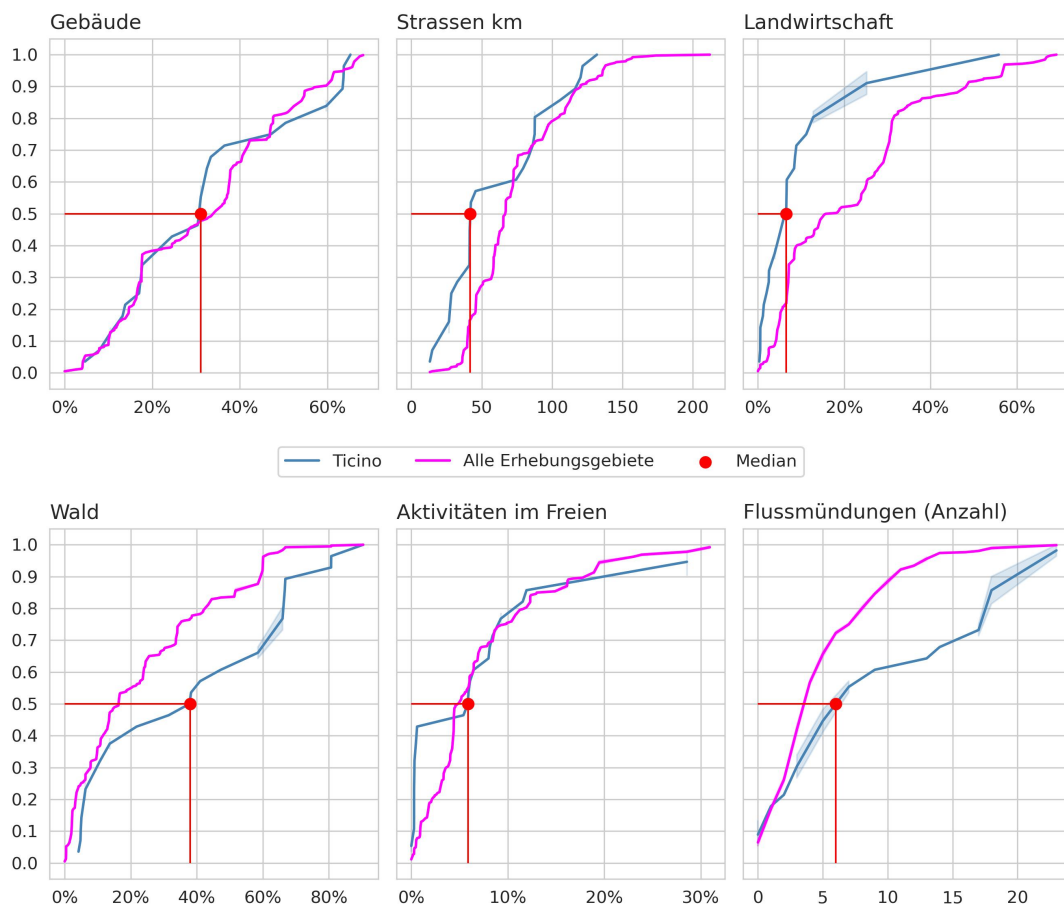 Gebäude
Strassen km
Landwirtschaft
1.0
0.9
0.8
0.7
0.6
0.5
0.4
0.3
0.2
0.1
0.0
0% 20% 40% 60%
0 50 100 150 200
0% 20% 40% 60%
Ticino
Alle Erhebungsgebiete
Median
Wald
Aktivitäten im Freien
Flussmündungen (Anzahl)
1.0
0.9
0.8
0.7
0.6
0.5
0.4
0.3
0.2
0.1
0.0
0% 20% 40% 60% 80%
0 10% 20% 30%
0 5 10 15 20